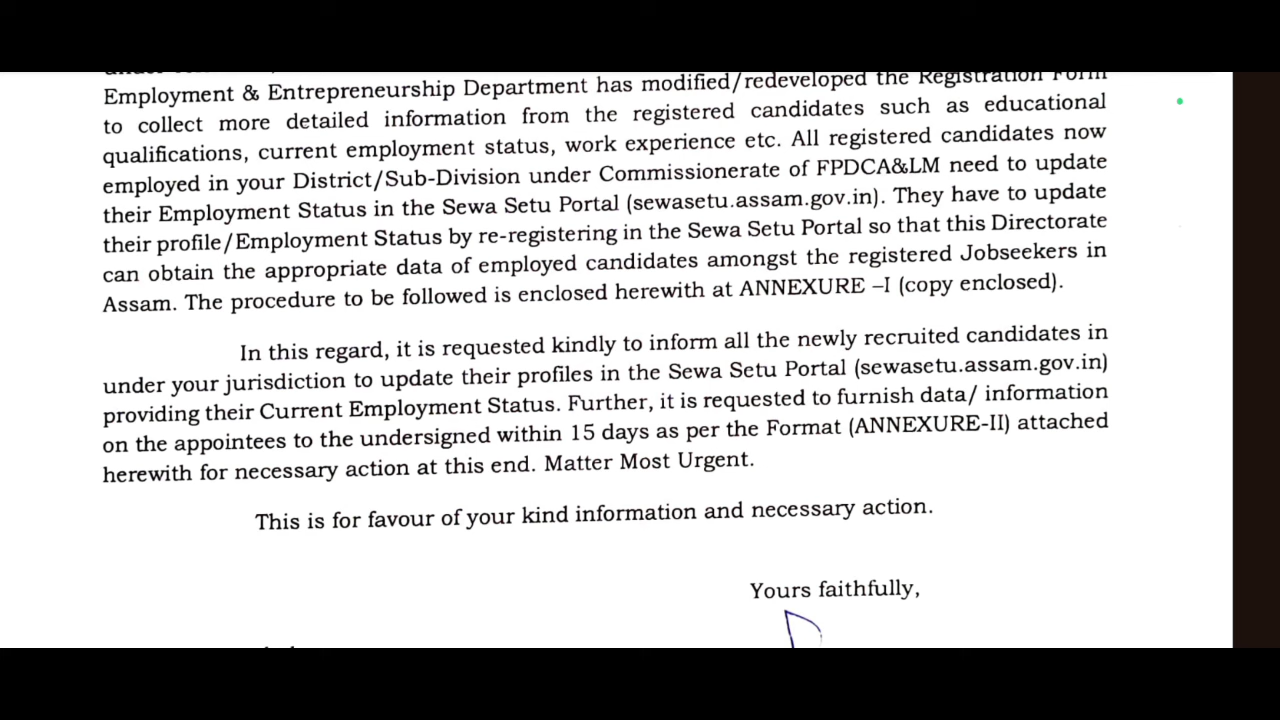 Employment & Entrepreneurship Department has modified/redeveloped the Registration Form
to collect more detailed information from the registered candidates such as educational
qualifications, current employment status, work experience etc. All registered candidates now
employed in your District/Sub-Division under Commissionerate of FPDCA&LM need to update
their Employment Status in the Sewa Setu Portal (sewasetu.assam.gov.in). They have to update
their profile/Employment Status by re-registering in the Sewa Setu Portal so that this Directorate
can obtain the appropriate data of employed candidates amongst the registered Jobseekers in
Assam. The procedure to be followed is enclosed herewith at ANNEXURE –I (copy enclosed).
In this regard, it is requested kindly to inform all the newly recruited candidates in
under your jurisdiction to update their profiles in the Sewa Setu Portal (sewasetu.assam.gov.in)
providing their Current Employment Status. Further, it is requested to furnish data/ information
on the appointees to the undersigned within 15 days as per the Format (ANNEXURE-II) attached
herewith for necessary action at this end. Matter Most Urgent.
This is for favour of your kind information and necessary action.
Yours faithfully,